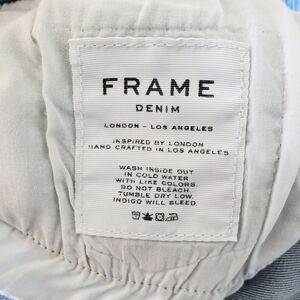 FRAME
DENIM
LONDON - LOS ANGELES
INSPIRED BY LONDON
HAND CRAFTED IN LOS ANGELES
WASH INSIDE OUT
IN COLD WATER
WITH LIKE COLORS.
DO NOT BLEACH.
TUMBLE DRY LOW.
INDIGO WILL BLEED.